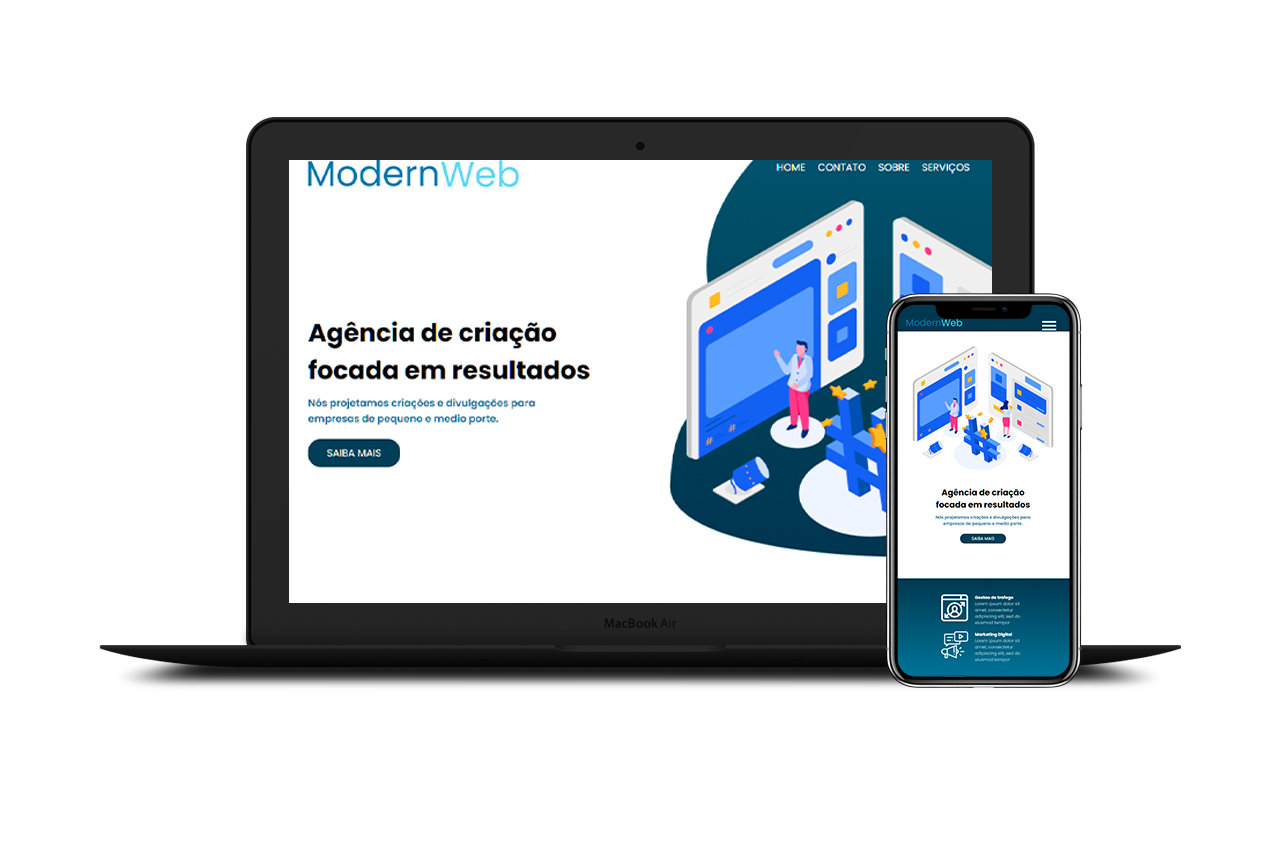 ModernWeb
HOME CONTATO SOBRE SERVIÇOS
Agência de criação
focada em resultados
Nós projetamos criações e divulgações para
empresas de pequeno e medio porte.
SAIBA MAIS
MacBook Air
ModernWeb
Agência de criação
focada em resultados
Nós projetamos criações e divulgações para
empresas de pequeno e medio porte.
SAIBA MAIS
Gestao de trafego
Lorem ipsum dolor sit
amet, consectetur
adipiscing elit, sed do
eiusmod tempor
Marketing Digital
Lorem ipsum dolor sit
amet, consectetur
adipiscing elit, sed do
eiusmod tempor